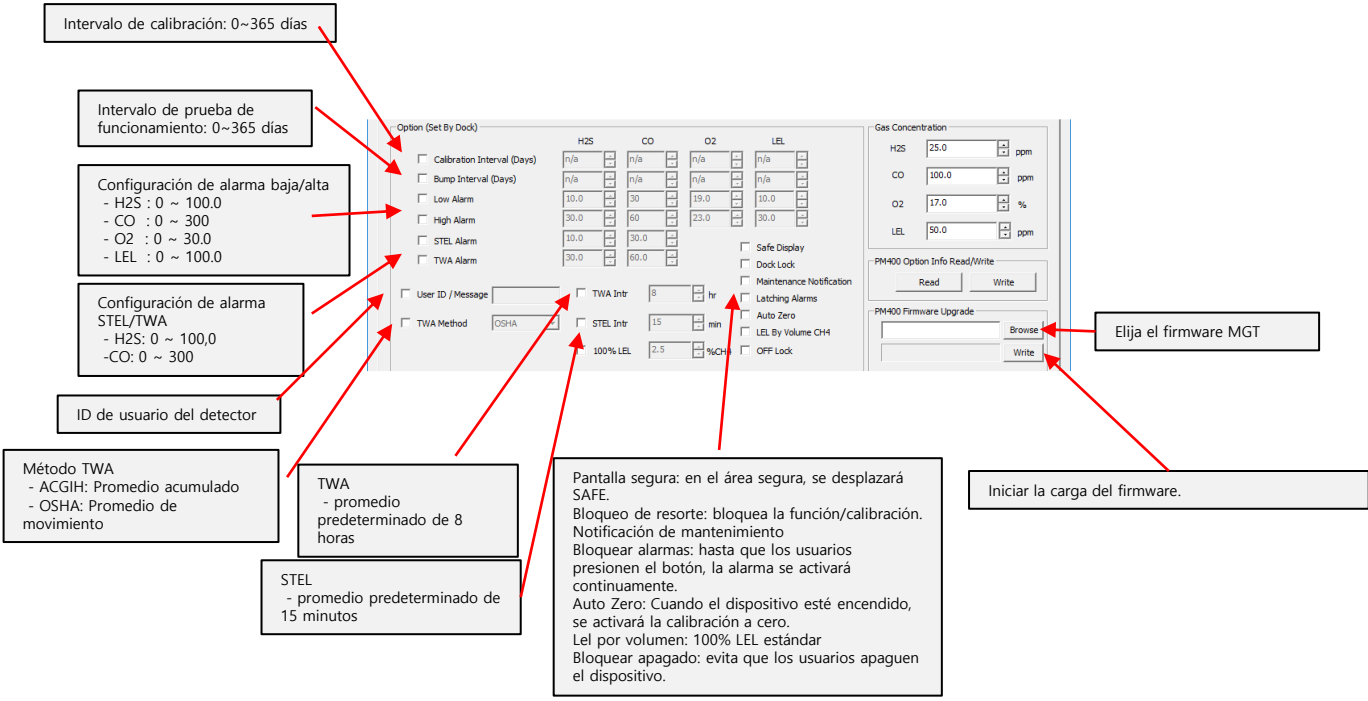 Intervalo de calibración: 0~365 días
Intervalo de prueba de
funcionamiento: 0~365 días
Configuración de alarma baja/alta
- H2S : 0 ~ 100.0
- CO : 0 ~ 300
- O2 : 0 ~ 30.0
- LEL : 0 ~ 100.0
Configuración de alarma
STEL/TWA
- H2S: 0 ~ 100,0
-CO: 0 ~ 300
ID de usuario del detector
Método TWA
- ACGIH: Promedio acumulado
- OSHA: Promedio de
movimiento
TWA
- promedio
predeterminado de 8
horas
STEL
- promedio predeterminado de
15 minutos
Option (Set By Dock)
H2S CO O2 LEL
Calibration Interval (Days) n/a n/a n/a n/a
Bump Interval (Days) n/a n/a n/a n/a
Low Alarm 10.0 30 19.0 10.0
High Alarm 30.0 60 23.0 30.0
STEL Alarm 10.0 30.0
TWA Alarm 30.0 60.0
User ID / Message
TWA Intr 8 hr
TWA Method OSHA
STEL Intr 15 min
100% LEL 2.5
Safe Display
Dock Lock
Maintenance Notification
Latching Alarms
Auto Zero
LEL By Volume CH4
OFF Lock
Gas Concentration
H2S 25.0 ppm
CO 100.0 ppm
O2 17.0 %
LEL 50.0 ppm
PM400 Option Info Read/Write
Read Write
PM400 Firmware Upgrade
Browse
Write
Elija el firmware MGT
Iniciar la carga del firmware.
Pantalla segura: en el área segura, se desplazará
SAFE.
Bloqueo de resorte: bloquea la función/calibración.
Notificación de mantenimiento
Bloquear alarmas: hasta que los usuarios
presionen el botón, la alarma se activará
continuamente.
Auto Zero: Cuando el dispositivo esté encendido,
se activará la calibración a cero.
Lel por volumen: 100% LEL estándar
Bloquear apagado: evita que los usuarios apaguen
el dispositivo.